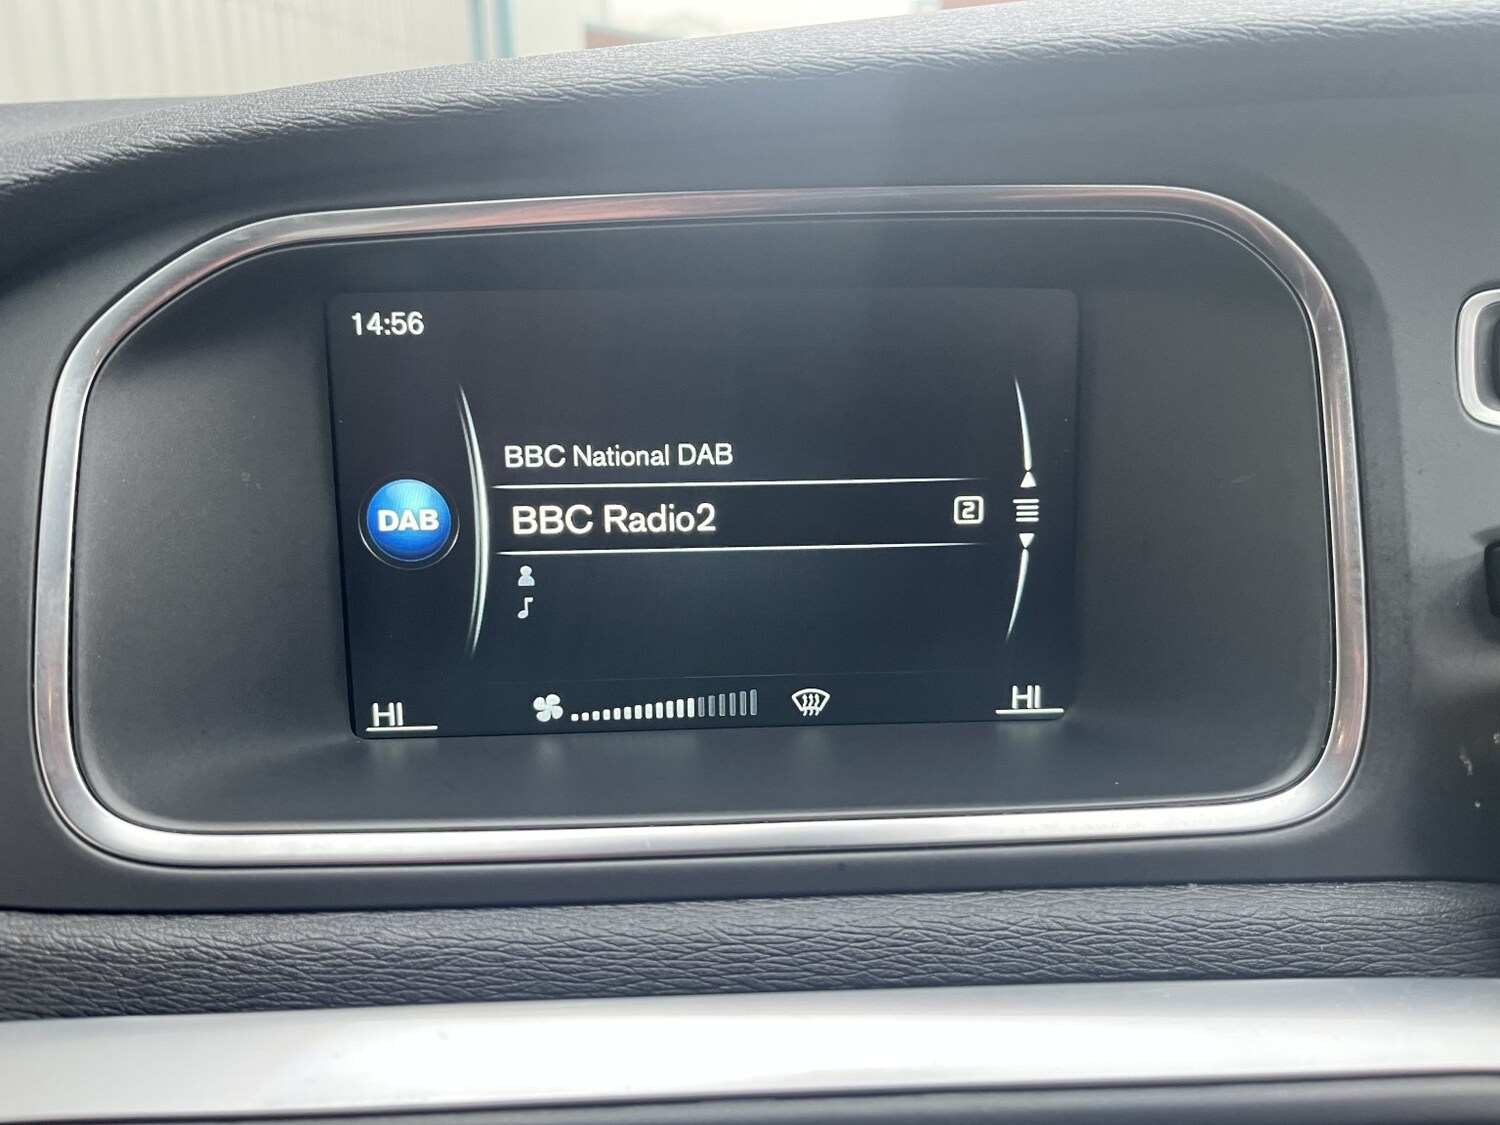 14:56
BBC National DAB
DAB
BBC Radio2
2
HI
HI